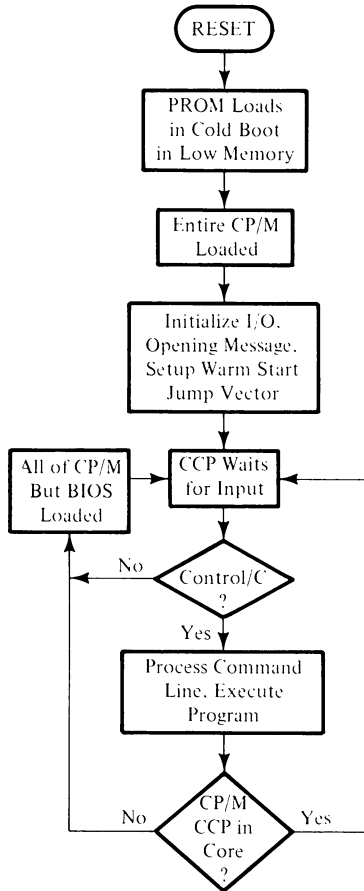 RESET
PROM Loads
in Cold Boot
in Low Memory
Entire CP/M
Loaded
Initialize I/O,
Opening Message,
Setup Warm Start
Jump Vector
All of CP/M
But BIOS
Loaded
CCP Waits
for Input
No
Control/C
?
Yes
Process Command
Line, Execute
Program
No
CP/M
CCP in
Core
?
Yes